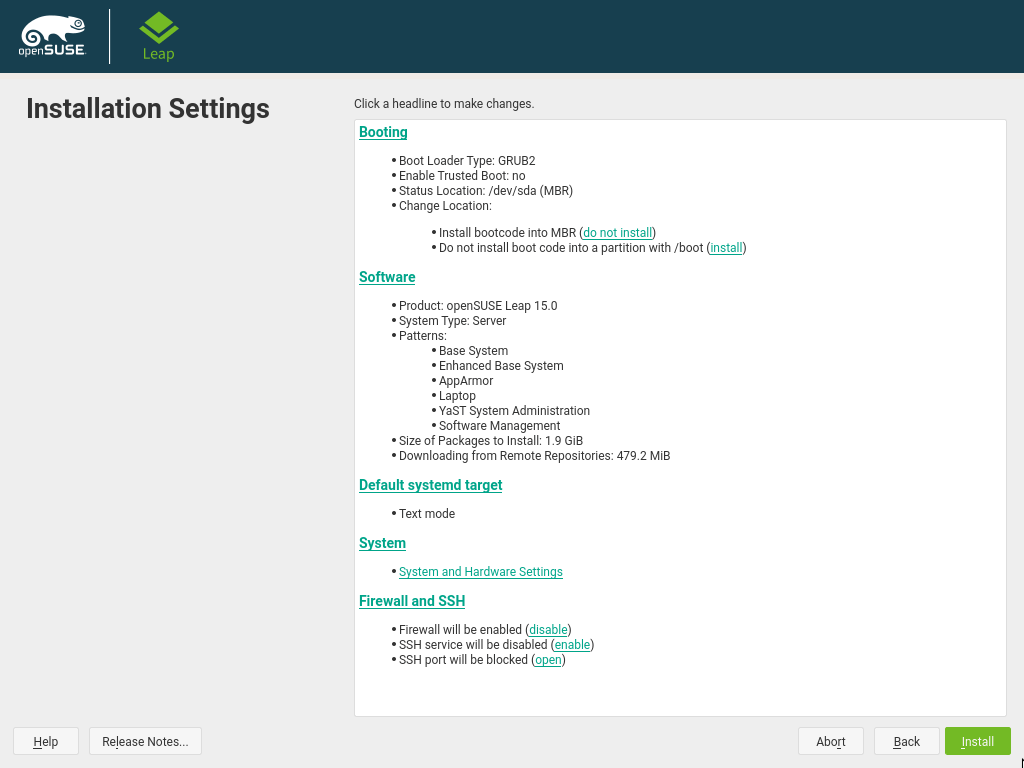 openSUSE.
Leap
Installation Settings
Click a headline to make changes.
Booting
Boot Loader Type: GRUB2
Enable Trusted Boot: no
Status Location: /dev/sda (MBR)
Change Location:
Install bootcode into MBR (do not install)
Do not install boot code into a partition with /boot (install)
Software
Product: openSUSE Leap 15.0
System Type: Server
Patterns:
Base System
Enhanced Base System
AppArmor
Laptop
YaST System Administration
Software Management
Size of Packages to Install: 1.9 GiB
Downloading from Remote Repositories: 479.2 MiB
Default systemd target
Text mode
System
System and Hardware Settings
Firewall and SSH
Firewall will be enabled (disable)
SSH service will be disabled (enable)
SSH port will be blocked (open)
Help
Release Notes...
Abort
Back
Install